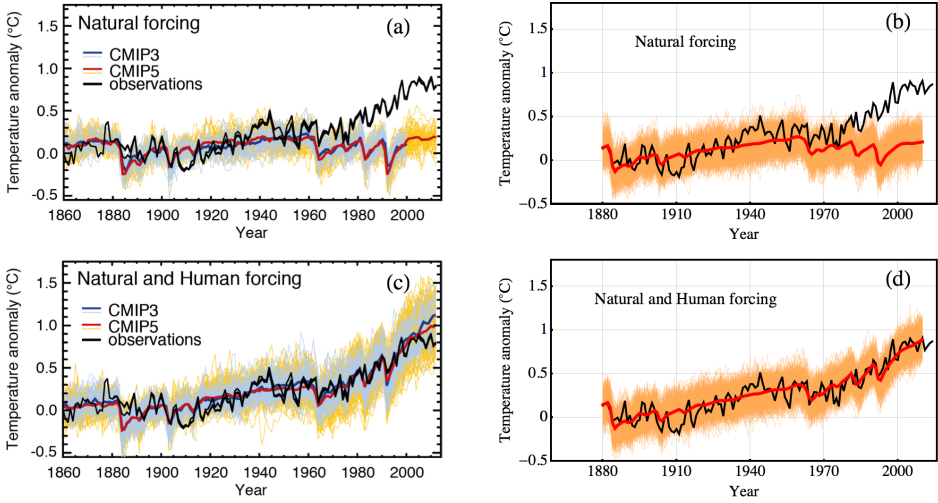 Natural forcing
(a)
CMIP3
CMIP5
observations
Temperature anomaly (°C)
1.5
1.0
0.5
0.0
-0.5
1860 1880 1900 1920 1940 1960 1980 2000
Year
(b)
Natural forcing
Temperature anomaly (°C)
1.5
1
0.5
0
−0.5
1880 1910 1940 1970 2000
Year
Natural and Human forcing
(c)
CMIP3
CMIP5
observations
Temperature anomaly (°C)
1.5
1.0
0.5
0.0
-0.5
1860 1880 1900 1920 1940 1960 1980 2000
Year
(d)
Natural and Human forcing
Temperature anomaly (°C)
1.5
1
0.5
0
−0.5
1880 1910 1940 1970 2000
Year